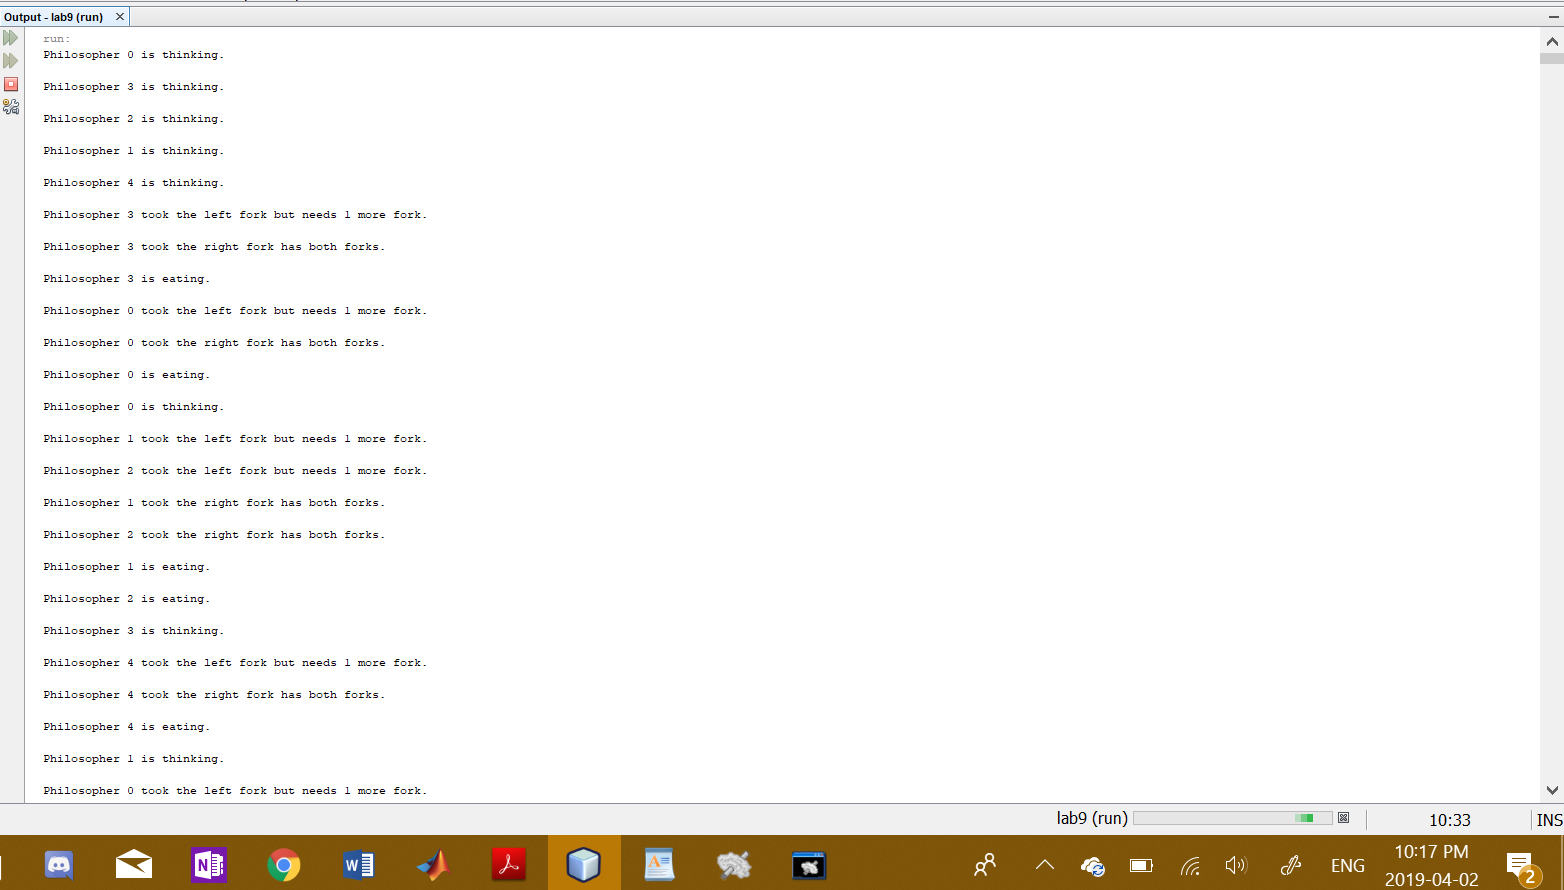 Output - lab9 (run)
run:
Philosopher 0 is thinking.
Philosopher 3 is thinking.
Philosopher 2 is thinking.
Philosopher 1 is thinking.
Philosopher 4 is thinking.
Philosopher 3 took the left fork but needs 1 more fork.
Philosopher 3 took the right fork has both forks.
Philosopher 3 is eating.
Philosopher 0 took the left fork but needs 1 more fork.
Philosopher 0 took the right fork has both forks.
Philosopher 0 is eating.
Philosopher 0 is thinking.
Philosopher 1 took the left fork but needs 1 more fork.
Philosopher 2 took the left fork but needs 1 more fork.
Philosopher 1 took the right fork has both forks.
Philosopher 2 took the right fork has both forks.
Philosopher 1 is eating.
Philosopher 2 is eating.
Philosopher 3 is thinking.
Philosopher 4 took the left fork but needs 1 more fork.
Philosopher 4 took the right fork has both forks.
Philosopher 4 is eating.
Philosopher 1 is thinking.
Philosopher 0 took the left fork but needs 1 more fork.
lab9 (run) 10:33 INS
N W ENG 10:17 PM
2019-04-02 2